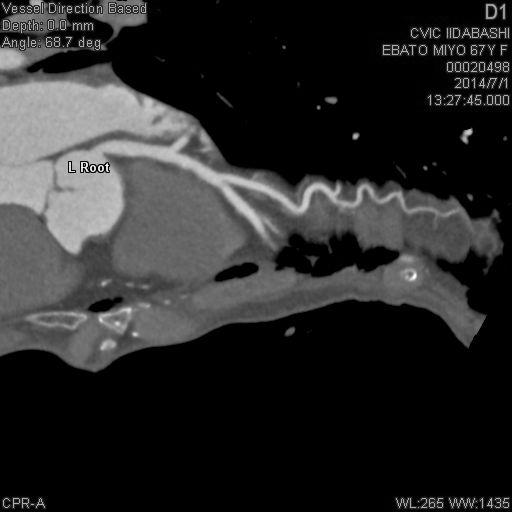 Vessel Direction Based
Depth: 0.0 mm
Angle: 68.7 deg
D1
CVIC IIDABASHI
EBATO MIYO 67Y F
00020498
2014/7/1
13:27:45.000
L Root
CPR-A
WL:265 WW:1435